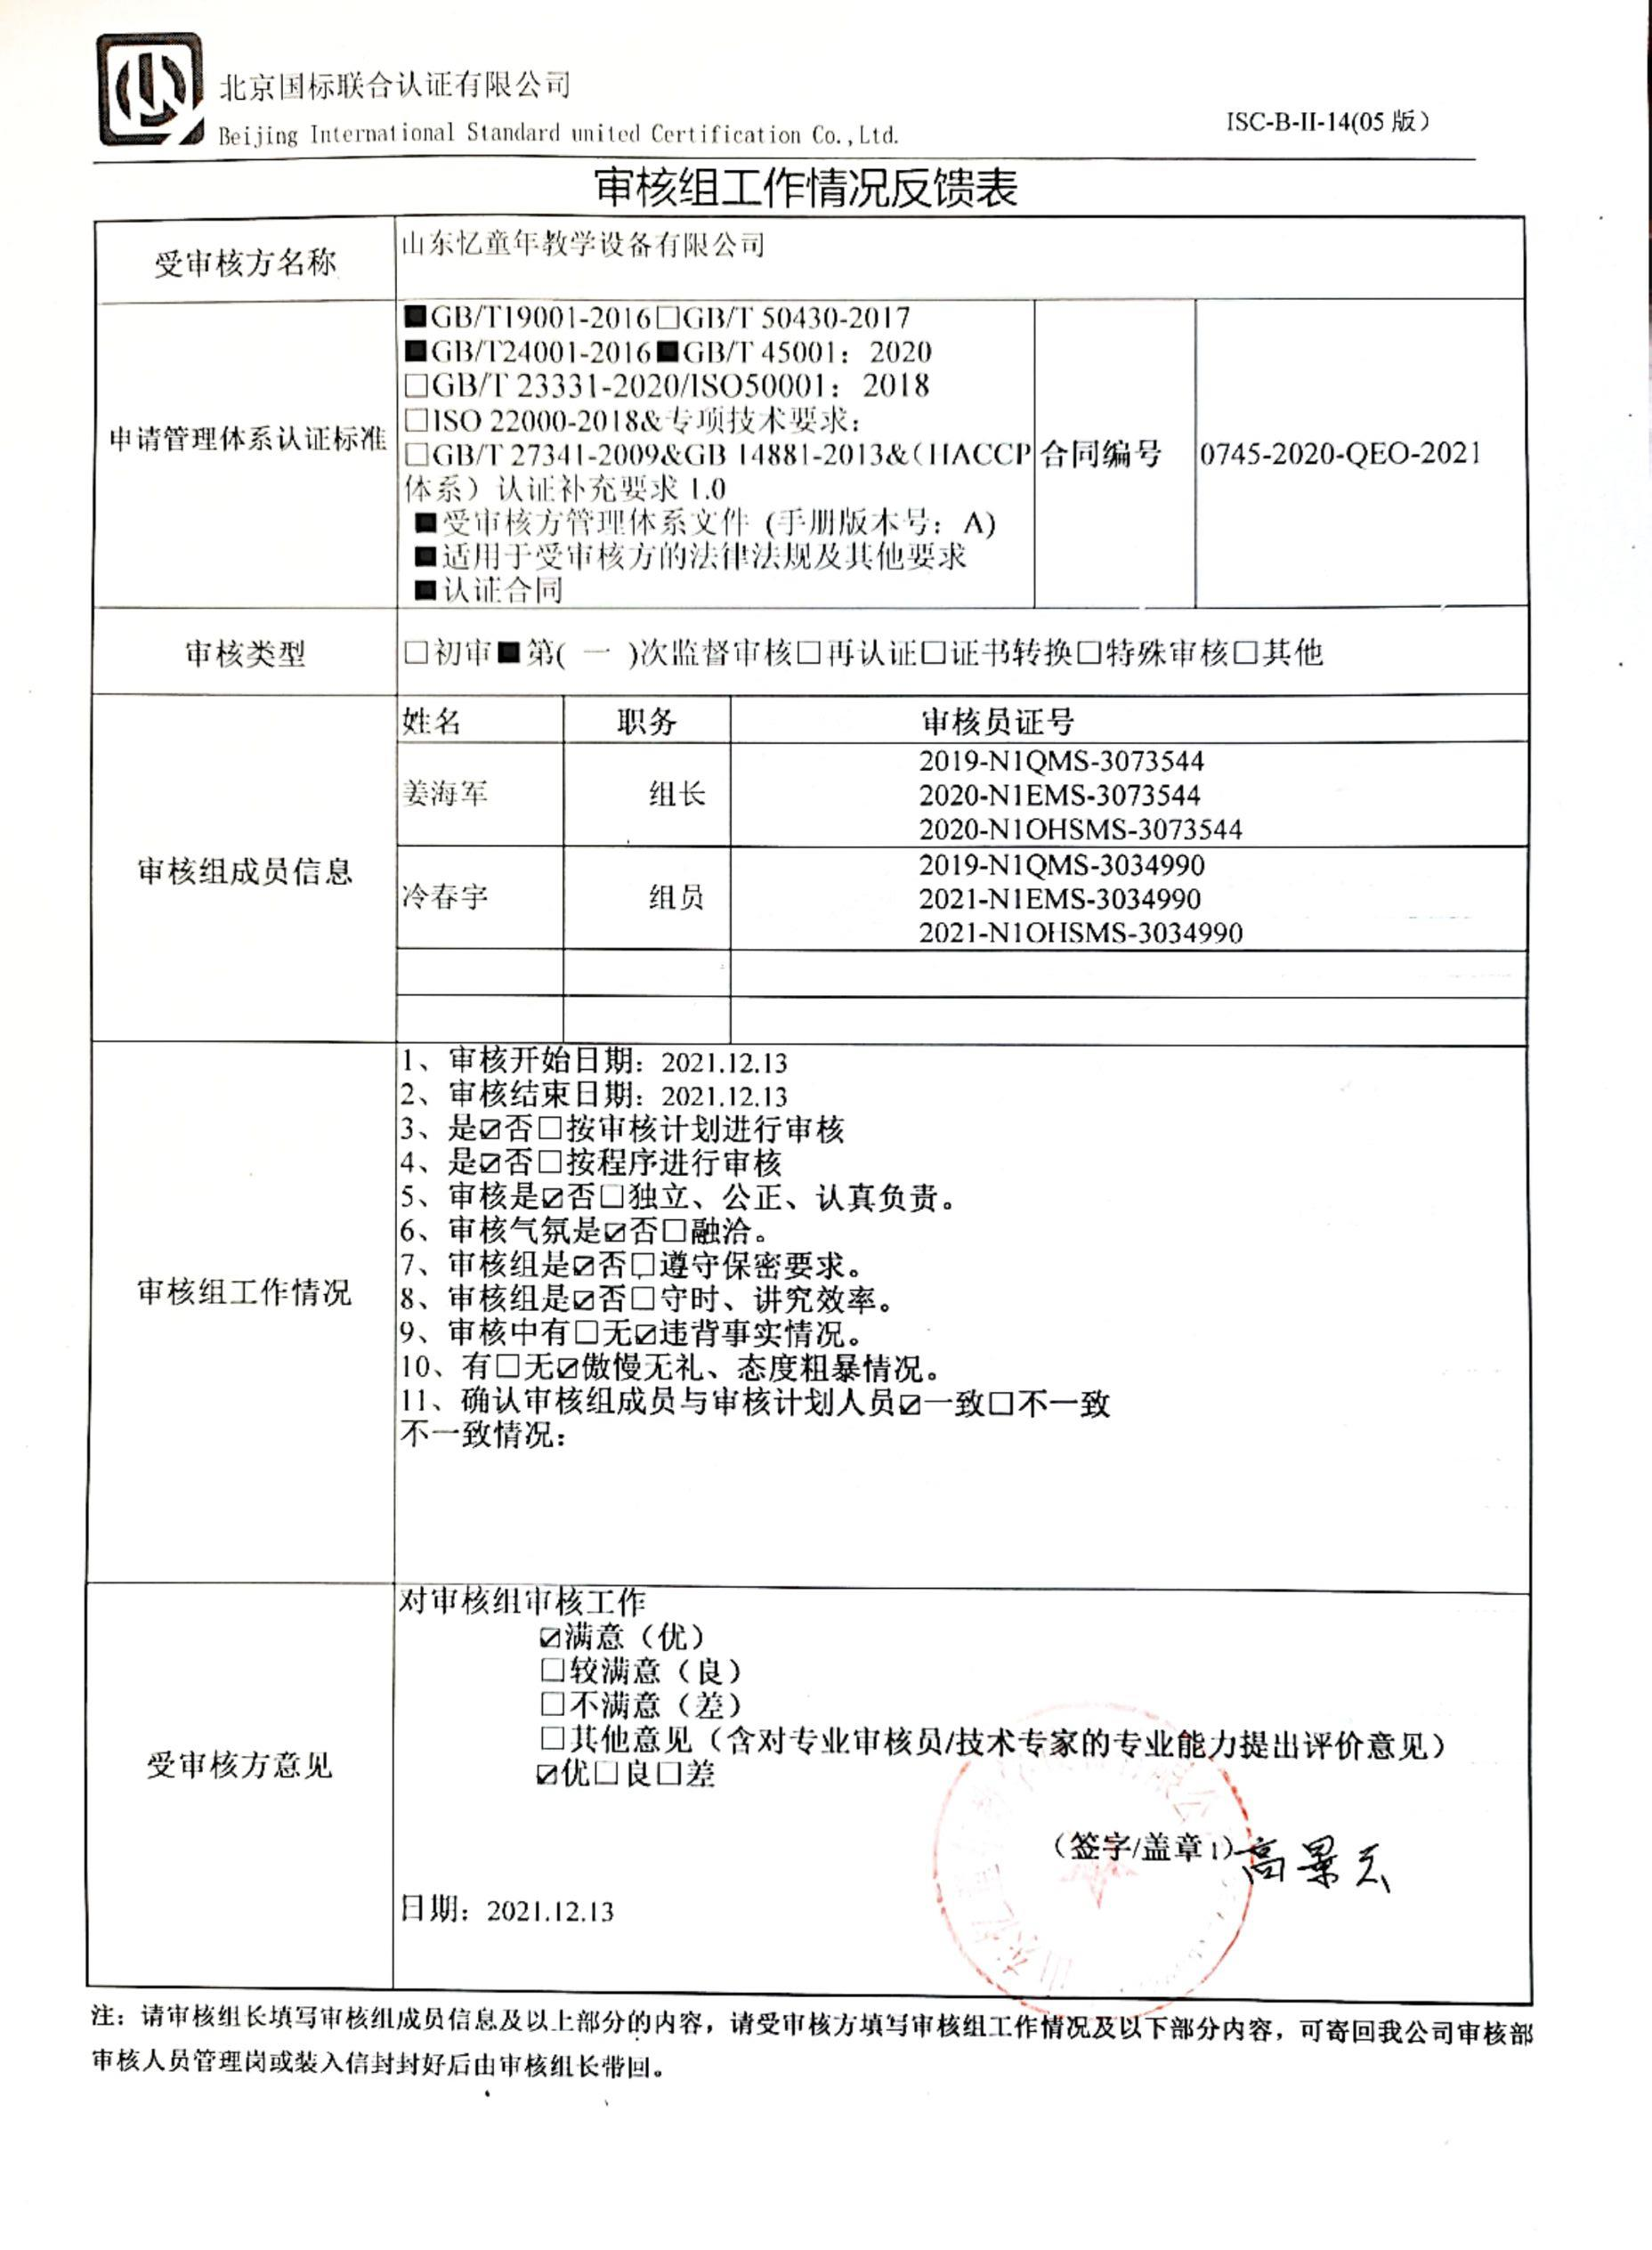 北京国标联合认证有限公司
Beijing International Standard united Certification Co.,Ltd.
ISC-B-II-14(05 版）
审核组工作情况反馈表
受审核方名称
山东忆童年教学设备有限公司
申请管理体系认证标准
■GB/T19001-2016□GB/T 50430-2017
■GB/T24001-2016■GB/T 45001：2020
□GB/T 23331-2020/ISO50001：2018
□ISO 22000-2018&专项技术要求：
□GB/T 27341-2009&GB 14881-2013&（HACCP
体系）认证补充要求 1.0
■受审核方管理体系文件 (手册版本号：A)
■适用于受审核方的法律法规及其他要求
■认证合同
合同编号
0745-2020-QEO-2021
审核类型
□初审■第( 一 )次监督审核□再认证□证书转换□特殊审核□其他
审核组成员信息
姓名 职务 审核员证号
姜海军 组长
2019-N1QMS-3073544
2020-N1EMS-3073544
2020-N1OHSMS-3073544
冷春宇 组员
2019-N1QMS-3034990
2021-N1EMS-3034990
2021-N1OHSMS-3034990
审核组工作情况
1、审核开始日期：2021.12.13
2、审核结束日期：2021.12.13
3、是☑否□按审核计划进行审核
4、是☑否□按程序进行审核
5、审核是☑否□独立、公正、认真负责。
6、审核气氛是☑否□融洽。
7、审核组是☑否□遵守保密要求。
8、审核组是☑否□守时、讲究效率。
9、审核中有□无☑违背事实情况。
10、有□无☑傲慢无礼、态度粗暴情况。
11、确认审核组成员与审核计划人员☑一致□不一致
不一致情况：
受审核方意见
对审核组审核工作
☑满意（优）
□较满意（良）
□不满意（差）
□其他意见（含对专业审核员/技术专家的专业能力提出评价意见）
☑优□良□差
（签字/盖章）高景云
日期：2021.12.13
注：请审核组长填写审核组成员信息及以上部分的内容，请受审核方填写审核组工作情况及以下部分内容，可寄回我公司审核部
审核人员管理岗或装入信封封好后由审核组长带回。